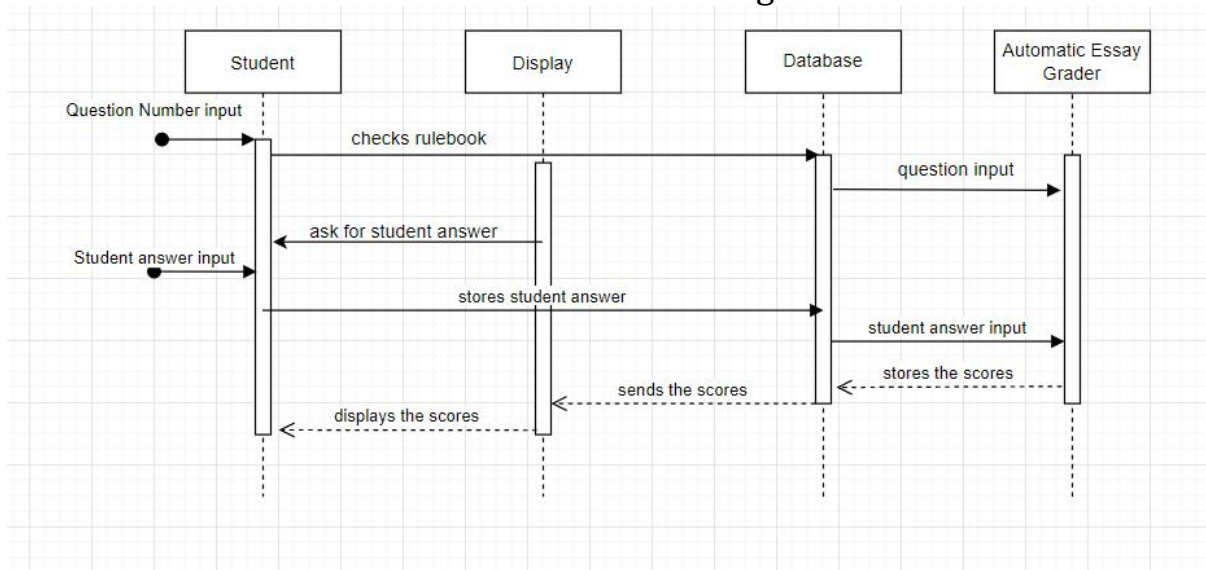 Student
Display
Database
Automatic Essay
Grader
Question Number input
checks rulebook
question input
ask for student answer
Student answer input
stores student answer
student answer input
stores the scores
sends the scores
displays the scores